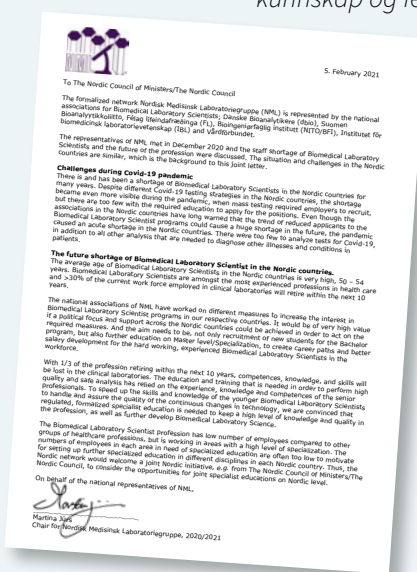 kunnskap og
5. February 2021
To The Nordic Council of Ministers/The Nordic Council
The formalized network Nordisk Medisinsk Laboratoriegruppe (NML) is represented by the national
associations for Biomedical Laboratory Scientists; Danske Bioanalytikere (dbio), Suomen
Bioanalyytikkoliitto, Félag lífeindafræðinga (FL), Bioingeniørfaglig institutt (NITO/BFI), Institutet för
biomedicinsk laboratorievetenskap (IBL) and Vårdförbundet.
The representatives of NML met in December 2020 and the staff shortage of Biomedical Laboratory
Scientists and the future of the profession were discussed. The situation and challenges in the Nordic
countries are similar, which is the background to this joint letter.
Challenges during Covid-19 pandemic
There is and has been a shortage of Biomedical Laboratory Scientists in the Nordic countries for
many years. Despite different Covid-19 testing strategies in the Nordic countries, the shortage
became even more visible during the pandemic, when mass testing required employers to recruit,
but there are too few with the required education to apply for the positions. Even though the
associations in the Nordic countries have long warned that the trend of reduced applicants to the
Biomedical Laboratory Scientist programs could cause a huge shortage in the future, the pandemic
caused an acute shortage in the Nordic countries. There were too few to analyze tests for Covid-19,
in addition to all other analysis that are needed to diagnose other illnesses and conditions in
patients.
The future shortage of Biomedical Laboratory Scientist in the Nordic countries.
The average age of Biomedical Laboratory Scientists in the Nordic countries is very high, 50 – 54
years. Biomedical Laboratory Scientists are amongst the most experienced professions in health care
and >30% of the current work force employed in clinical laboratories will retire within the next 10
years.
The national associations of NML have worked on different measures to increase the interest in
Biomedical Laboratory Scientist programs in our respective countries. It would be of very high value
if a political focus and support across the Nordic countries could be achieved in order to act on the
required measures. And the aim needs to be, not only recruitment of new students for the Bachelor
program, but also further education on Master level/Specialization, to create career paths and better
salary development for the hard working, experienced Biomedical Laboratory Scientists in the
workforce.
With 1/3 of the profession retiring within the next 10 years, competences, knowledge, and skills will
be lost in the clinical laboratories. The education and training that is needed in order to perform high
quality and safe analysis has relied on the experience, knowledge and competences of the senior
professionals. To speed up the skills and knowledge of the younger Biomedical Laboratory Scientists
to handle and assure the quality of the continuous changes in technology, we are convinced that
regulated, formalized specialist education is needed to keep a high level of knowledge and quality in
the profession, as well as further develop Biomedical Laboratory Science.
The Biomedical Laboratory Scientist profession has low number of employees compared to other
groups of healthcare professions, but is working in areas with a high level of specialization. The
numbers of employees in each area in need of specialized education are often too low to motivate
for setting up further specialized education in different disciplines in each Nordic country. Thus, the
Nordic network would welcome a joint Nordic initiative, e.g. from The Nordic Council of Ministers/The
Nordic Council, to consider the opportunities for joint specialist educations on Nordic level.
On behalf of the national representatives of NML,
Martina Jürs
Chair for Nordisk Medisinsk Laboratoriegruppe, 2020/2021